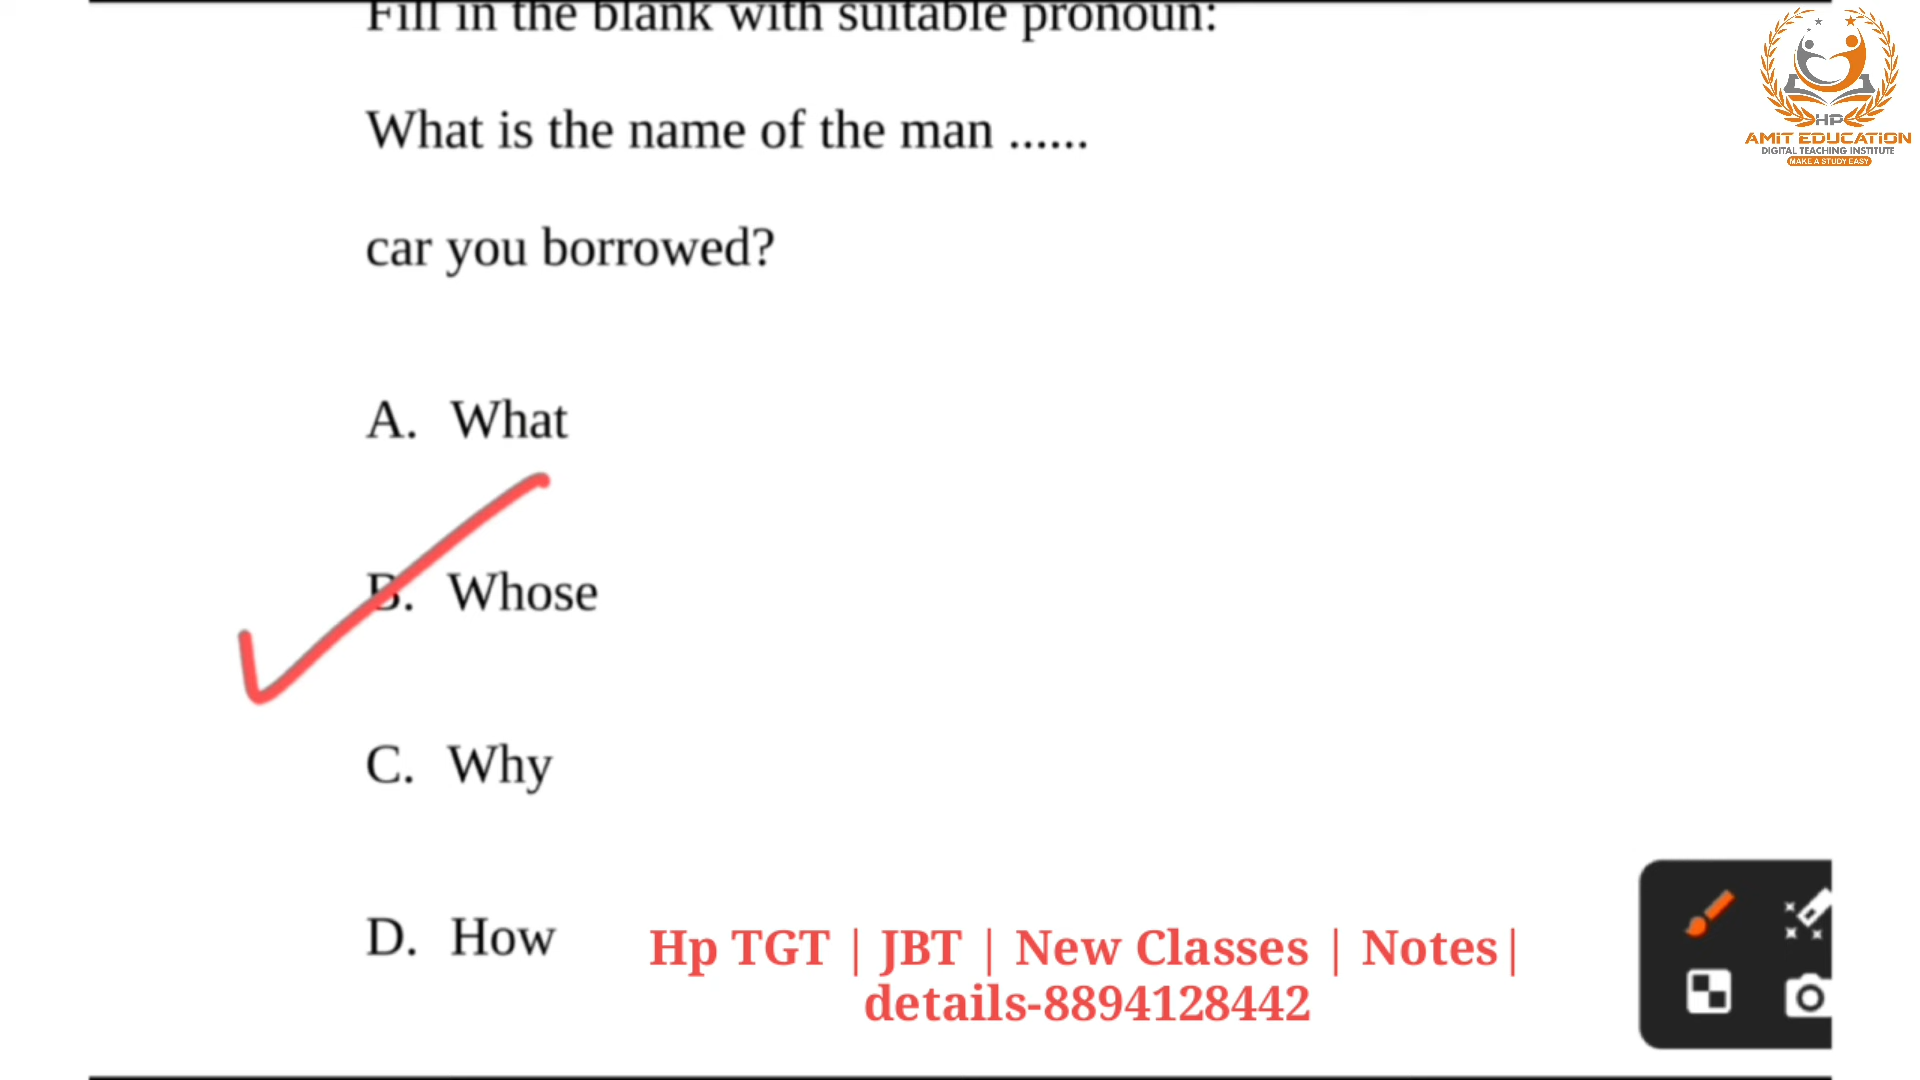 Fill in the blank with suitable pronoun:
What is the name of the man ......
car you borrowed?
A. What
B. Whose
C. Why
D. How
Hp TGT | JBT | New Classes | Notes|
details-8894128442
HP
AMIT EDUCATION
DIGITAL TEACHING INSTITUTE
MAKE A STUDY EASY